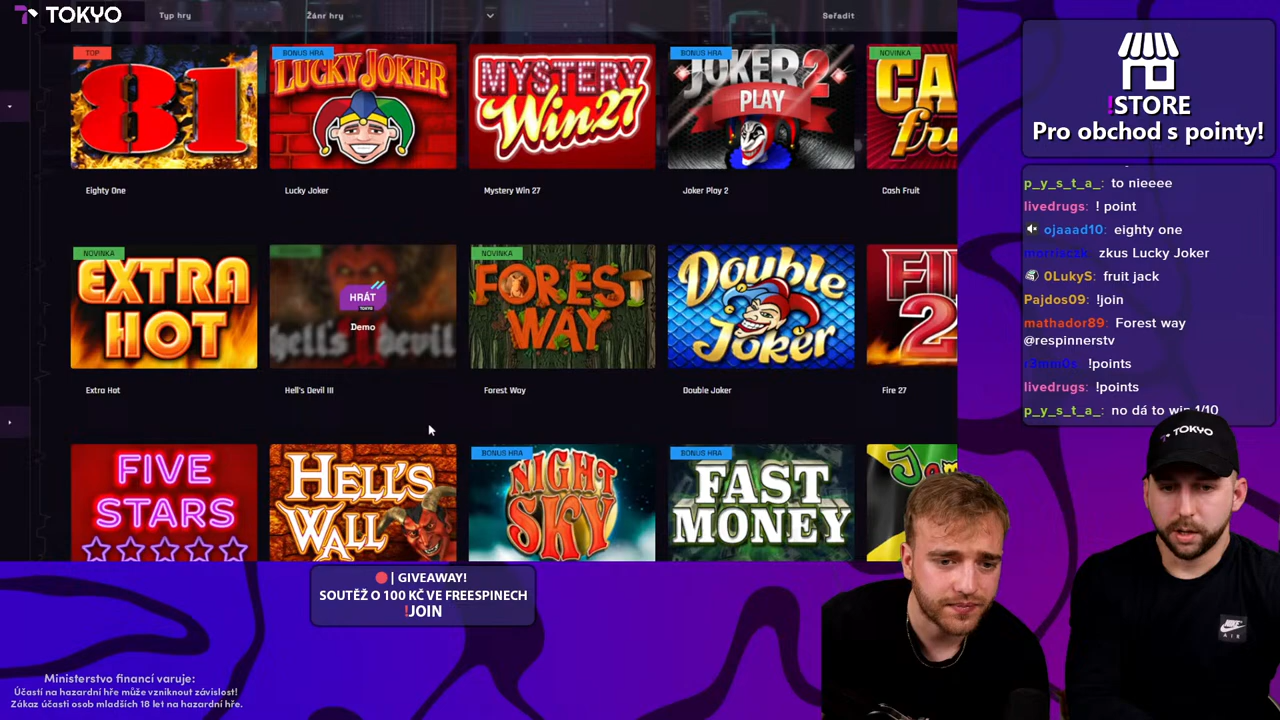 TOKYO
Typ hry
Žánr hry
Seřadit
TOP
81
BONUS HRA
LUCKY JOKER
MYSTERY
Win27
BONUS HRA
JOKER 2
PLAY
NOVINKA
Eighty One
Lucky Joker
Mystery Win 27
Joker Play 2
Cash Fruit
NOVINKA
EXTRA
HOT
HRÁT
TOKYO
Demo
hell's devil
NOVINKA
FOREST
WAY
Double
Joker
Extra Hot
Hell's Devil III
Forest Way
Double Joker
Fire 27
FIVE
STARS
HELL'S
WALL
BONUS HRA
NIGHT
SKY
BONUS HRA
FAST
MONEY
!STORE
Pro obchod s pointy!
p_y_s_t_a_: to nieeee
livedrugs: ! point
ojaaad10: eighty one
zkus Lucky Joker
0LukyS: fruit jack
Pajdos09: !join
mathador89: Forest way
@respinnerstv
r3mm0s: !points
livedrugs: !points
p_y_s_t_a_: no dá to win 1/10
TOKYO
NIKE
AIR
| GIVEAWAY!
SOUTĚŽ O 100 KČ VE FREESPINECH
!JOIN
Ministerstvo financí varuje:
Účastí na hazardní hře může vzniknout závislost!
Zákaz účasti osob mladších 18 let na hazardní hře.